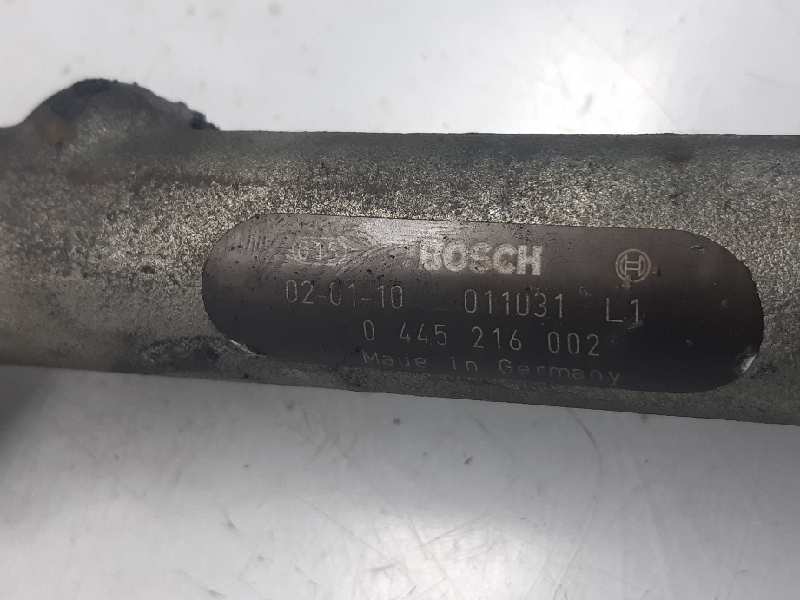 BOSCH
02-01-10 011031 L1
0 445 216 002
Made in Germany